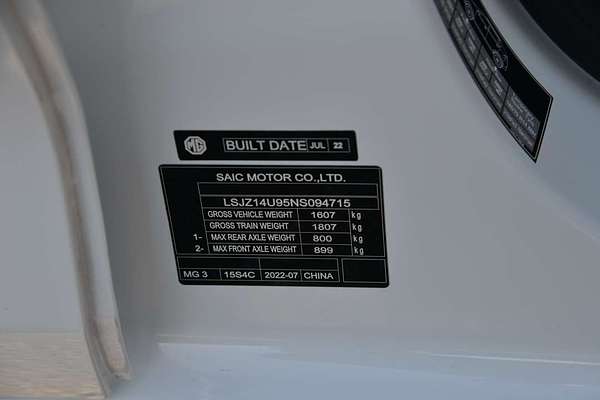 MG BUILT DATE JUL 22
SAIC MOTOR CO.,LTD.
LSJZ14U95NS094715
GROSS VEHICLE WEIGHT 1607 kg
GROSS TRAIN WEIGHT 1807 kg
1- MAX REAR AXLE WEIGHT 800 kg
2- MAX FRONT AXLE WEIGHT 899 kg
MG 3 15S4C 2022-07 CHINA